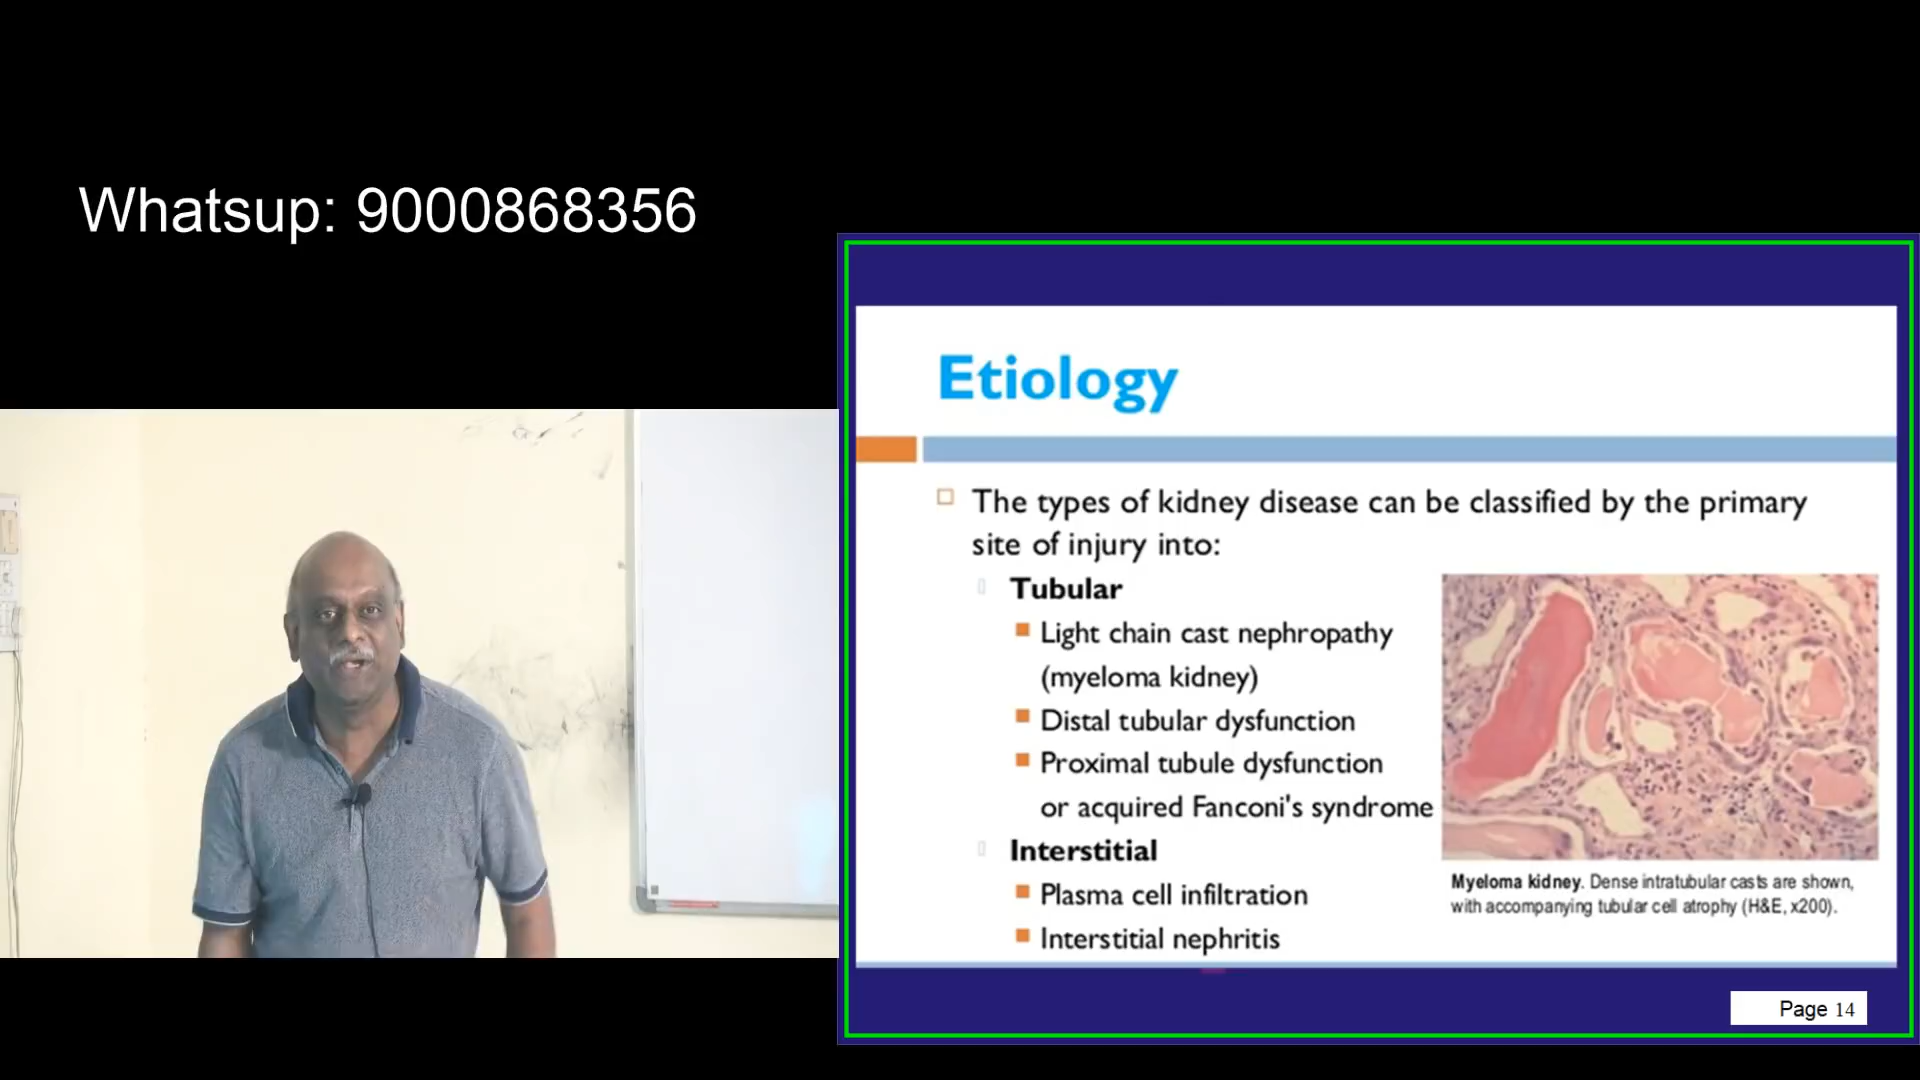 Whatsup: 9000868356
Etiology
The types of kidney disease can be classified by the primary
site of injury into:
Tubular
Light chain cast nephropathy
(myeloma kidney)
Distal tubular dysfunction
Proximal tubule dysfunction
or acquired Fanconi's syndrome
Interstitial
Plasma cell infiltration
Interstitial nephritis
Myeloma kidney. Dense intratubular casts are shown,
with accompanying tubular cell atrophy (H&E, x200).
Page 14